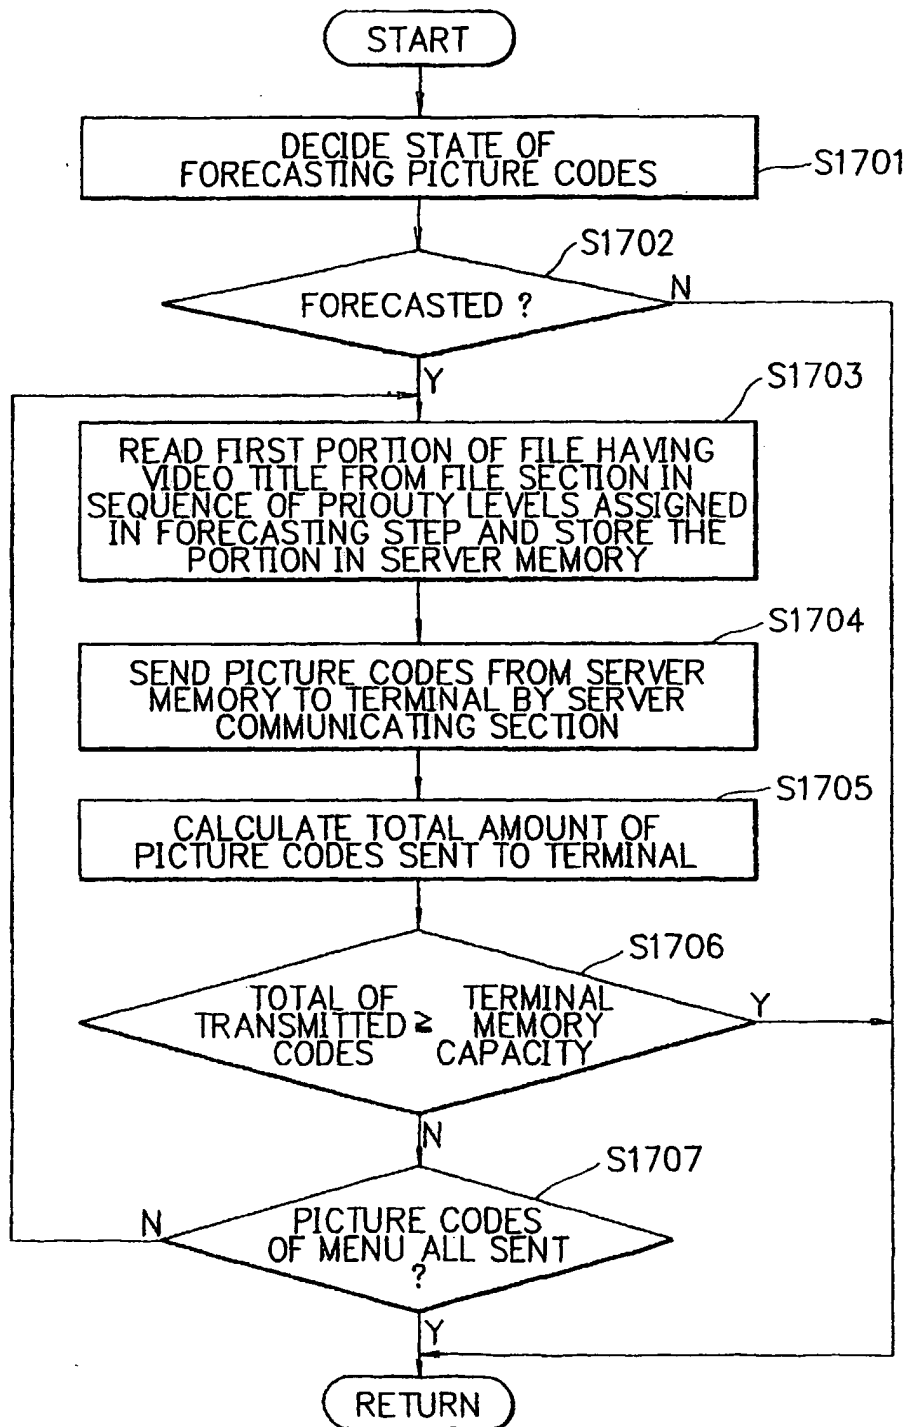 START
DECIDE STATE OF
FORECASTING PICTURE CODES
S1701
S1702
FORECASTED ?
N
Y
S1703
READ FIRST PORTION OF FILE HAVING
VIDEO TITLE FROM FILE SECTION IN
SEQUENCE OF PRIOUTY LEVELS ASSIGNED
IN FORECASTING STEP AND STORE THE
PORTION IN SERVER MEMORY
S1704
SEND PICTURE CODES FROM SERVER
MEMORY TO TERMINAL BY SERVER
COMMUNICATING SECTION
S1705
CALCULATE TOTAL AMOUNT OF
PICTURE CODES SENT TO TERMINAL
S1706
TOTAL OF TERMINAL
TRANSMITTED ≧ MEMORY
CODES CAPACITY
Y
N
S1707
N
PICTURE CODES
OF MENU ALL SENT
?
Y
RETURN